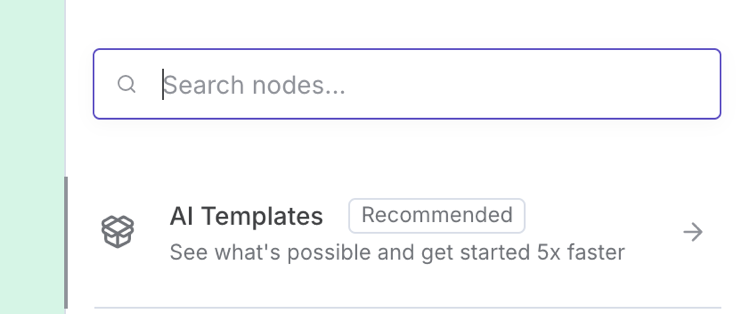 Search nodes...
AI Templates Recommended
See what's possible and get started 5x faster